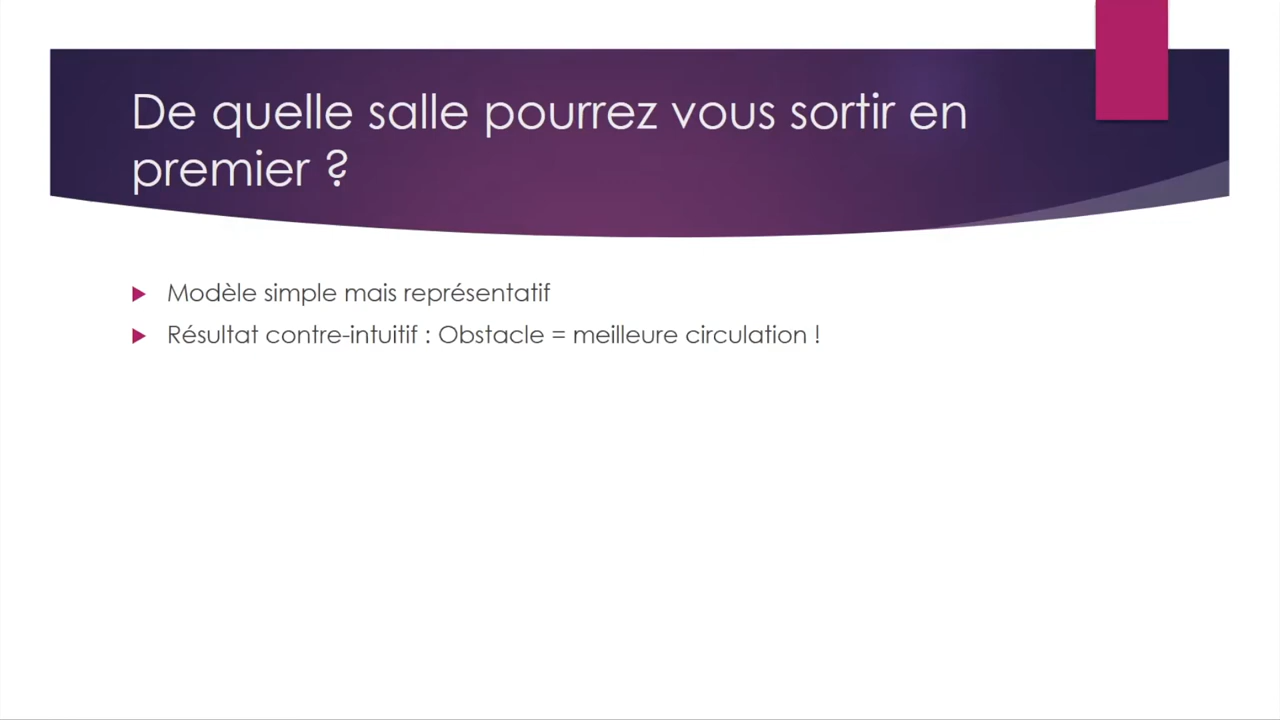 De quelle salle pourrez vous sortir en
premier ?
Modèle simple mais représentatif
Résultat contre-intuitif : Obstacle = meilleure circulation !